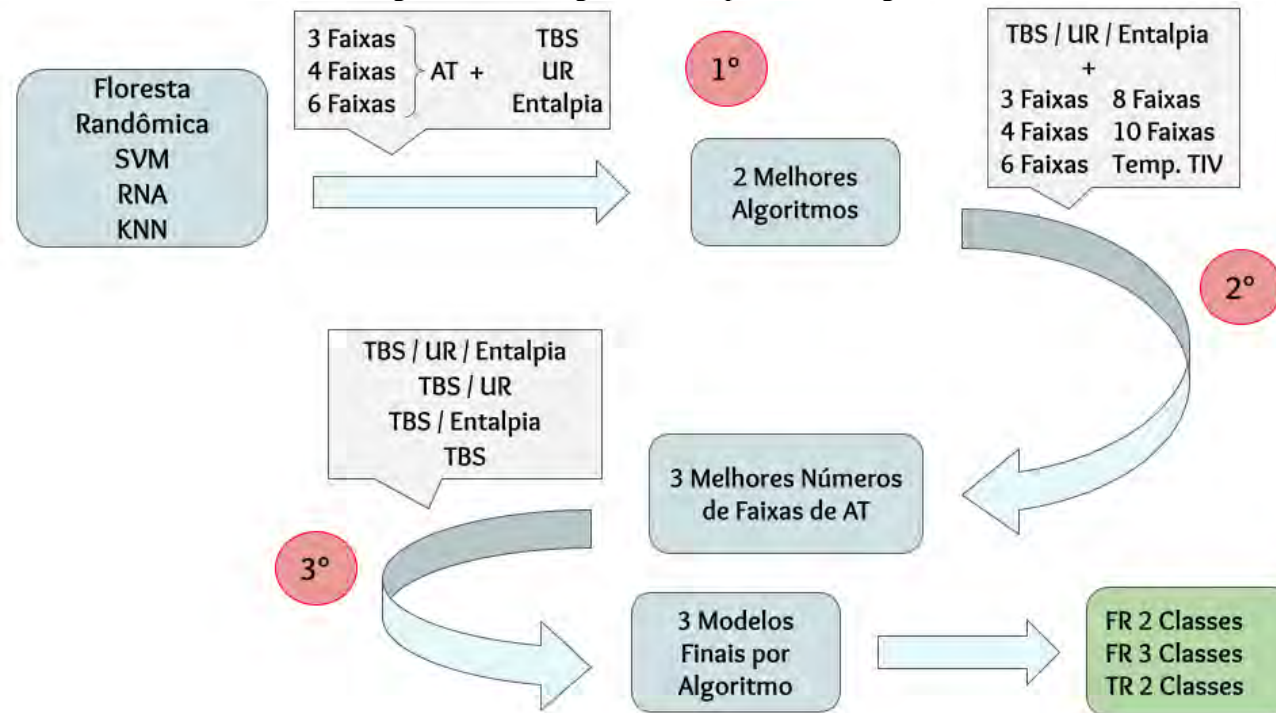 Floresta
Randômica
SVM
RNA
KNN
3 Faixas
4 Faixas
6 Faixas
AT +
TBS
UR
Entalpia
1º
2 Melhores
Algoritmos
TBS / UR / Entalpia
+
3 Faixas 8 Faixas
4 Faixas 10 Faixas
6 Faixas Temp. TIV
2º
3 Melhores Números
de Faixas de AT
TBS / UR / Entalpia
TBS / UR
TBS / Entalpia
TBS
3º
3 Modelos
Finais por
Algoritmo
FR 2 Classes
FR 3 Classes
TR 2 Classes